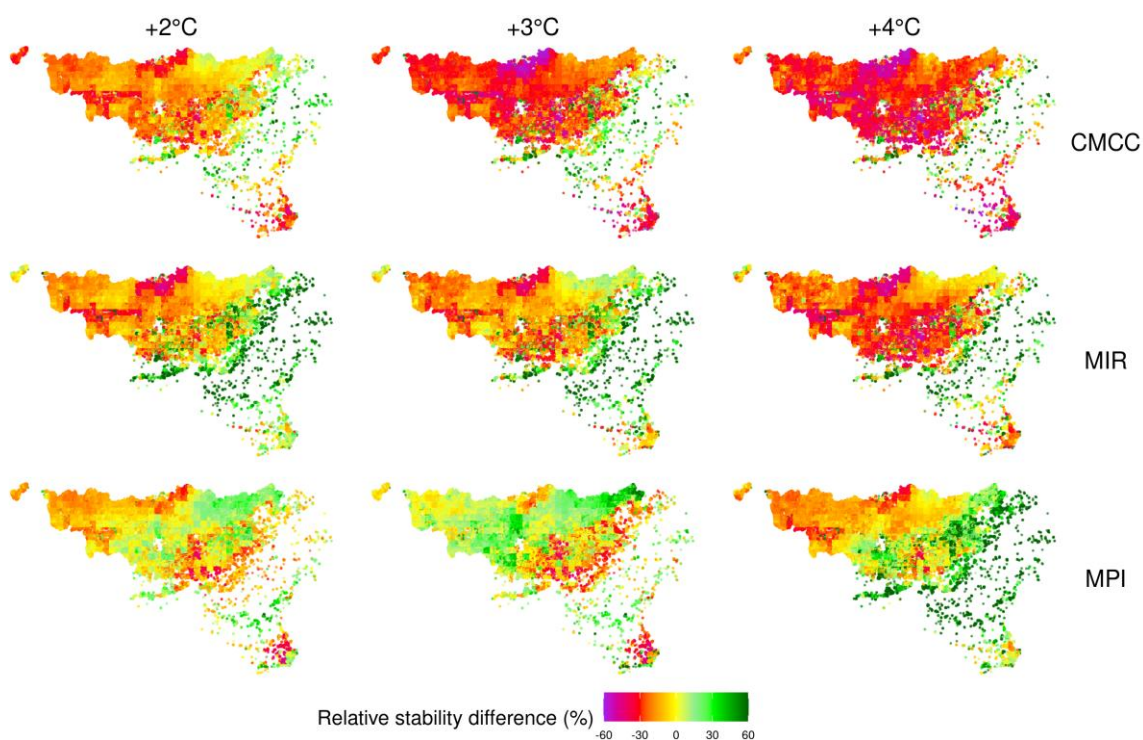 +2°C +3°C +4°C
CMCC
MIR
MPI
Relative stability difference (%)
-60 -30 0 30 60